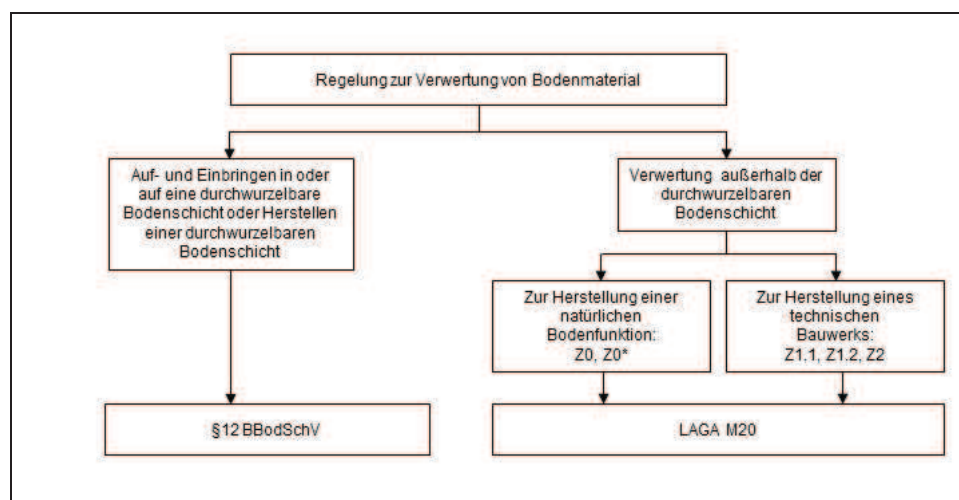 Regelung zur Verwertung von Bodenmaterial
Auf- und Einbringen in oder
auf eine durchwurzelbare
Bodenschicht oder Herstellen
einer durchwurzelbaren
Bodenschicht
Verwertung außerhalb der
durchwurzelbaren
Bodenschicht
Zur Herstellung einer
natürlichen
Bodenfunktion:
Z0, Z0*
Zur Herstellung eines
technischen
Bauwerks:
Z1.1, Z1.2, Z2
§12 BBodSchV
LAGA M20